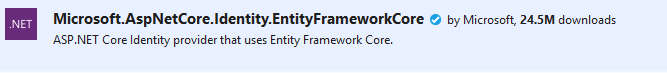 .NET Microsoft.AspNetCore.Identity.EntityFrameworkCore by Microsoft, 24.5M downloads
ASP.NET Core Identity provider that uses Entity Framework Core.